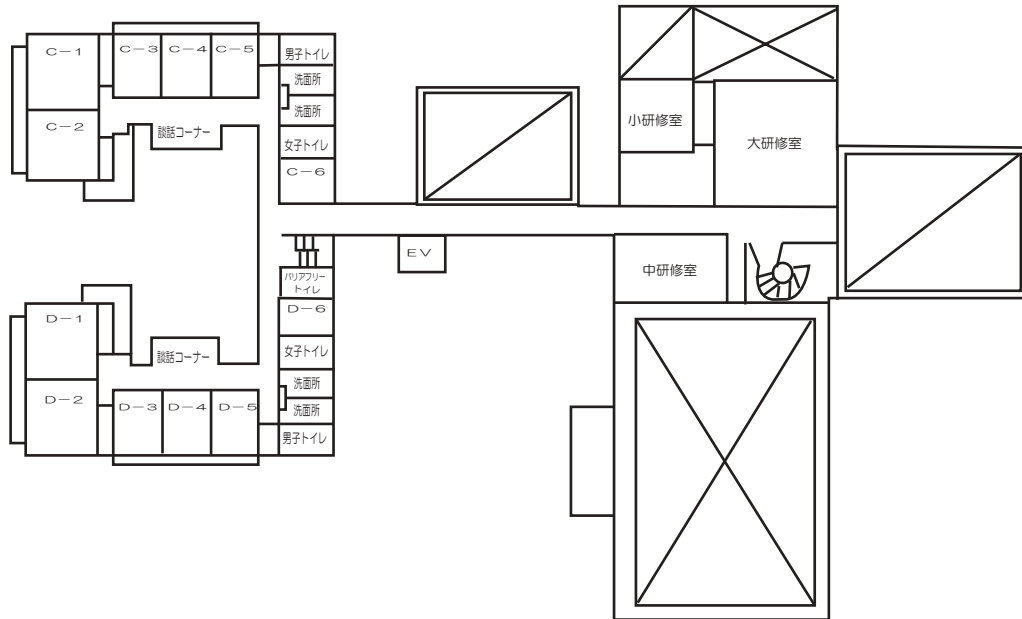 C－1
C－3
C－4
C－5
男子トイレ
洗面所
洗面所
C－2
談話コーナー
女子トイレ
C－6
小研修室
大研修室
EV
中研修室
バリアフリー
トイレ
D－6
D－1
女子トイレ
談話コーナー
洗面所
D－2
D－3
D－4
D－5
洗面所
男子トイレ